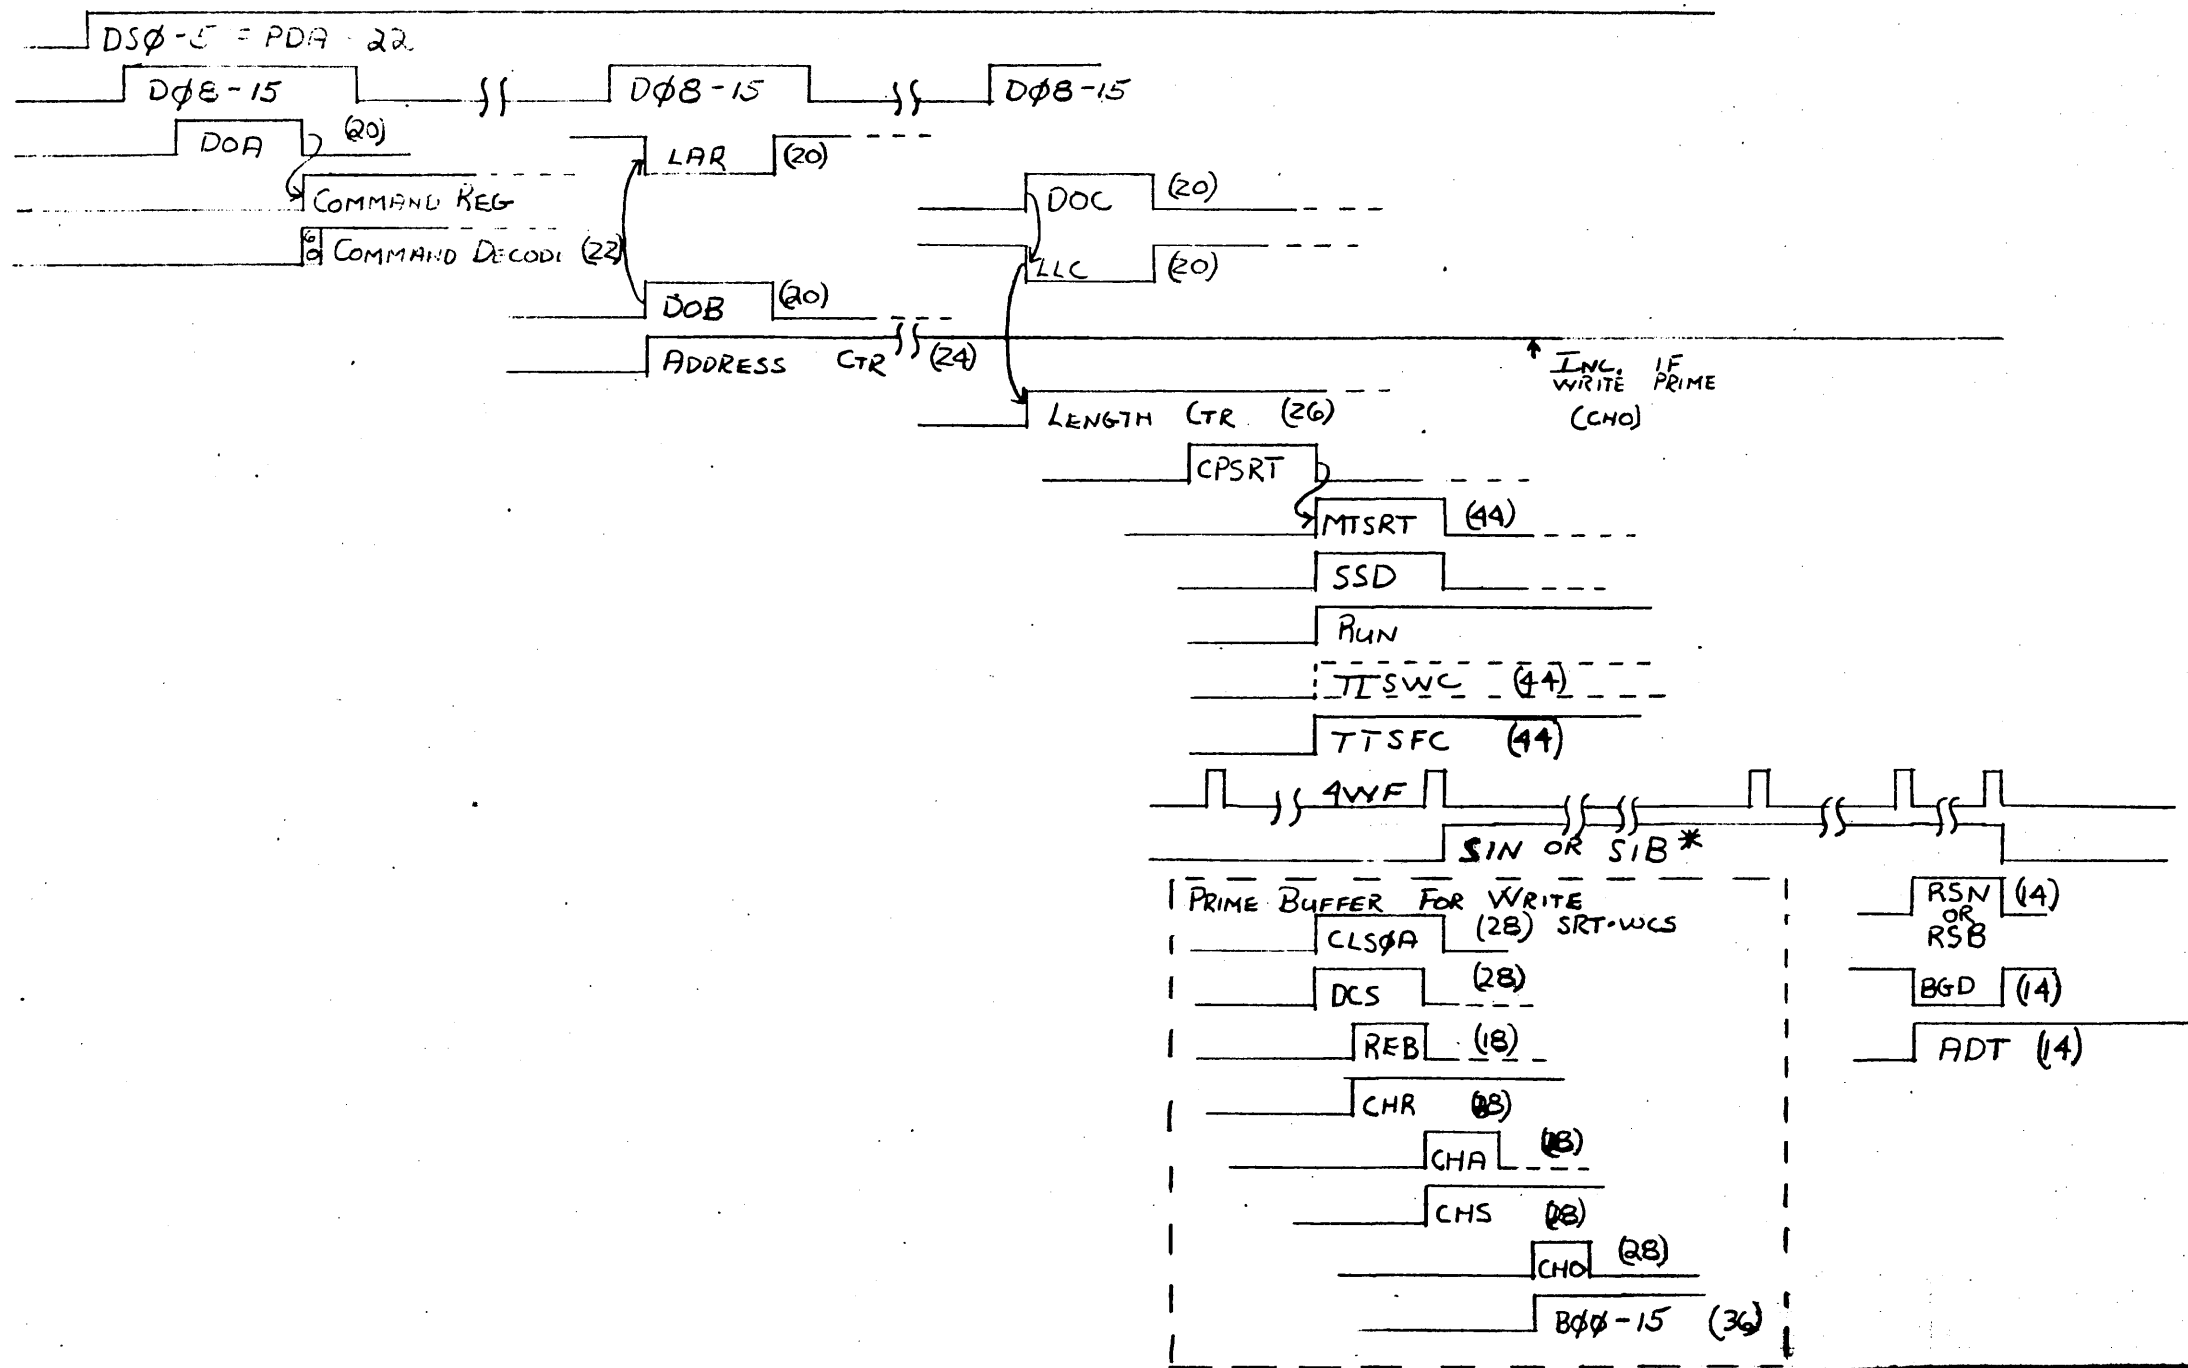 DSØ-5 = PDA 22
DØ8-15 DØ8-15 DØ8-15
DOA (20)
LAR (20)
COMMAND REG
DOC (20)
COMMAND DECODE (22)
LLC (20)
DOB (20)
ADDRESS CTR (24)
INC. IF
WRITE PRIME
(CHO)
LENGTH CTR. (26)
CPSRT
MTSRT (44)
SSD
RUN
TTSWC (44)
TTSFC (44)
4WF
SIN OR SIB *
PRIME BUFFER FOR WRITE
CLSØA (28) SRT·WCS
DCS (28)
REB (18)
CHR (28)
CHA (28)
CHS (28)
CHO (28)
BØØ-15 (36)
RSN (14)
OR
RSB
BGD (14)
ADT (14)